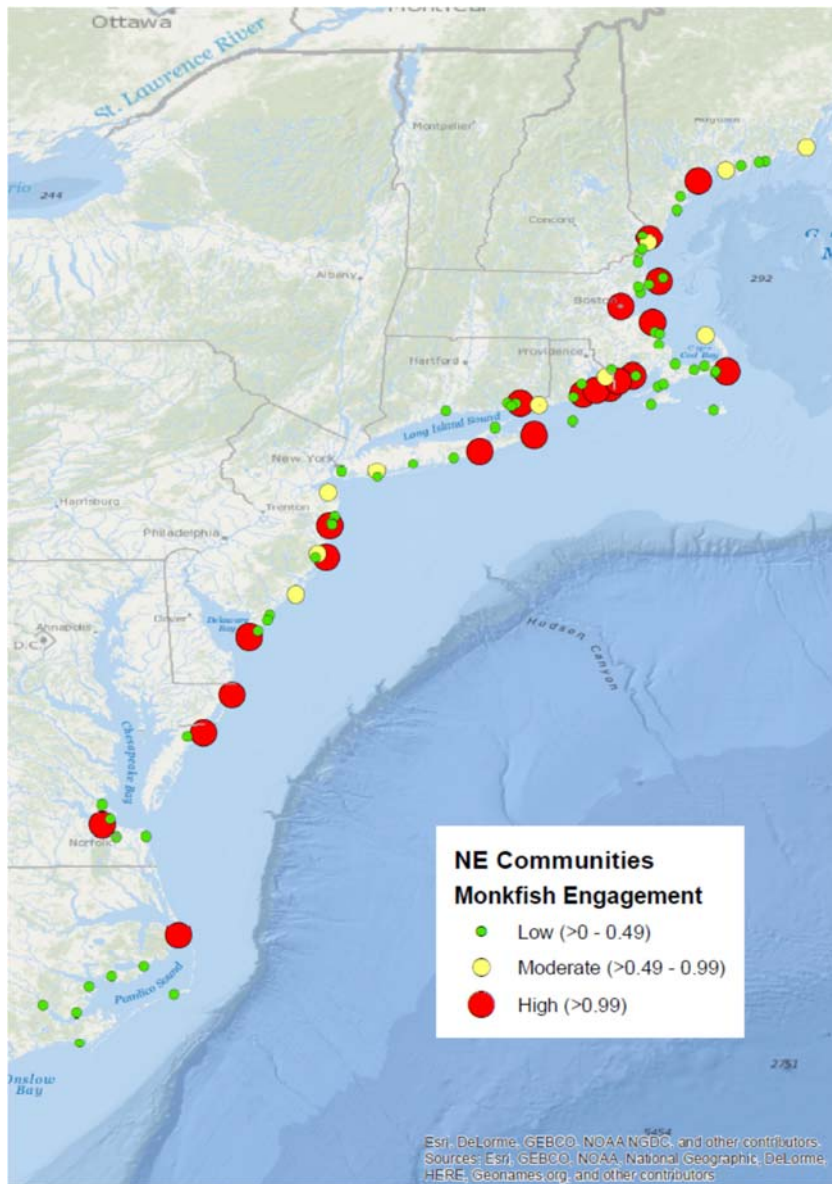 Ottawa
Montreal
St. Lawrence River
Montpelier
244
Concord
292
Albany
Boston
Hartford
Providence
Cod Bay
Long Island Sound
New York
Harrisburg
Trenton
Philadelphia
Dover
Annapolis
Delaware
Bay
D.C.
Hudson Canyon
Chesapeake Bay
Norfolk
NE Communities
Monkfish Engagement
Low (>0 - 0.49)
Moderate (>0.49 - 0.99)
High (>0.99)
Pamlico Sound
Onslow
Bay
2751
5454
Esri, DeLorme, GEBCO, NOAA NGDC, and other contributors.
Sources: Esri, GEBCO, NOAA, National Geographic, DeLorme,
HERE, Geonames.org, and other contributors